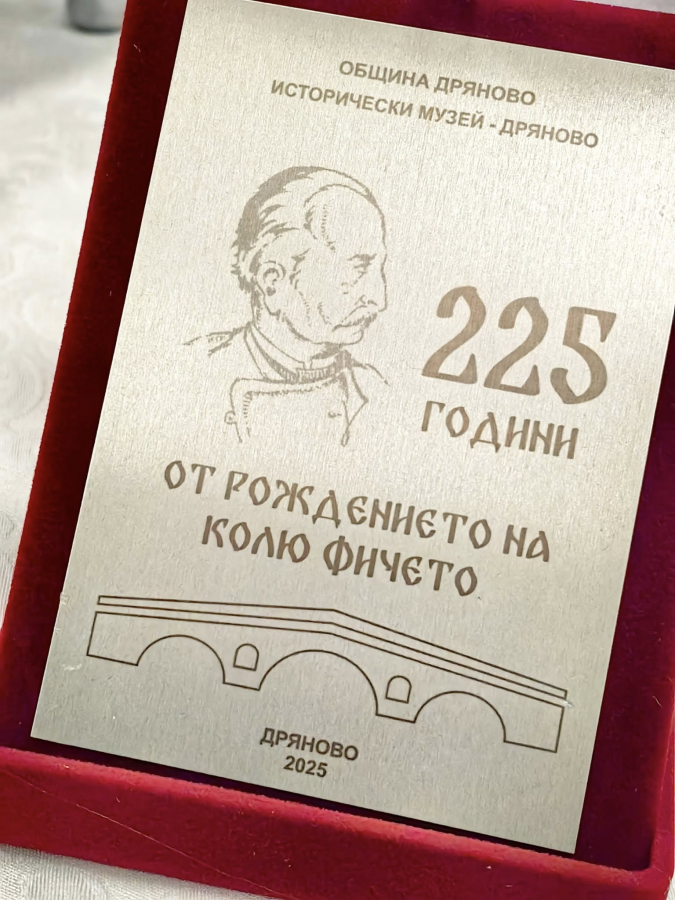 ОБЩИНА ДРЯНОВО
ИСТОРИЧЕСКИ МУЗЕЙ - ДРЯНОВО
225
ГОДИНИ
ОТ РОЖДЕНИЕТО НА
КОЛЮ ФИЧЕТО
ДРЯНОВО
2025